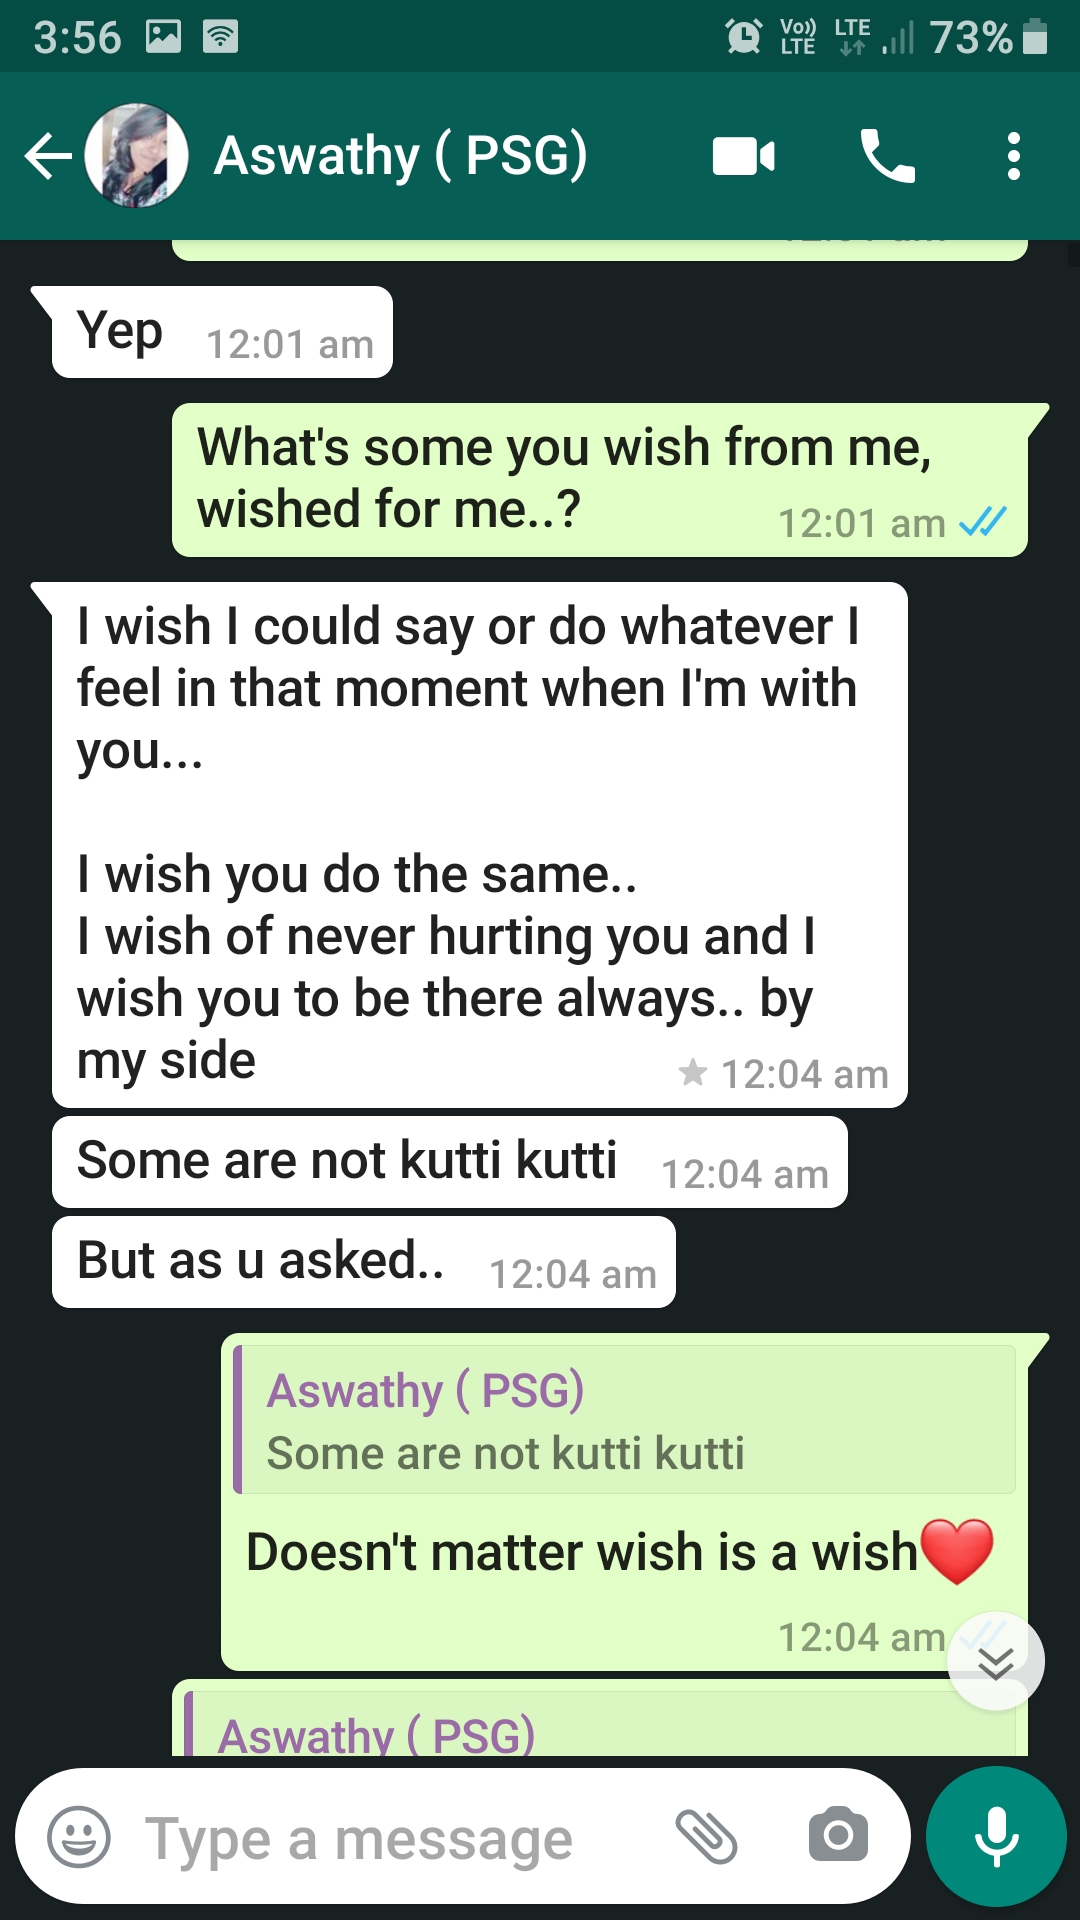 3:56 Vo)) LTE LTE 73%
Aswathy ( PSG)
Yep 12:01 am
What's some you wish from me,
wished for me..? 12:01 am
I wish I could say or do whatever I
feel in that moment when I'm with
you...
I wish you do the same..
I wish of never hurting you and I
wish you to be there always.. by
my side 12:04 am
Some are not kutti kutti 12:04 am
But as u asked.. 12:04 am
Aswathy ( PSG)
Some are not kutti kutti
Doesn't matter wish is a wish❤️
12:04 am
Aswathy ( PSG)
Type a message